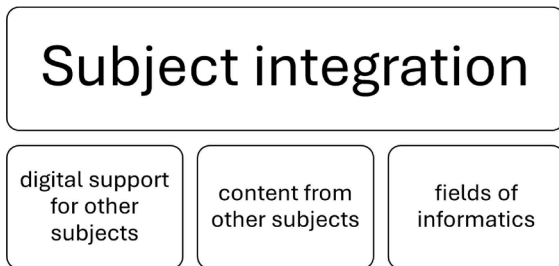 Subject integration
digital support
for other
subjects
content from
other subjects
fields of
informatics